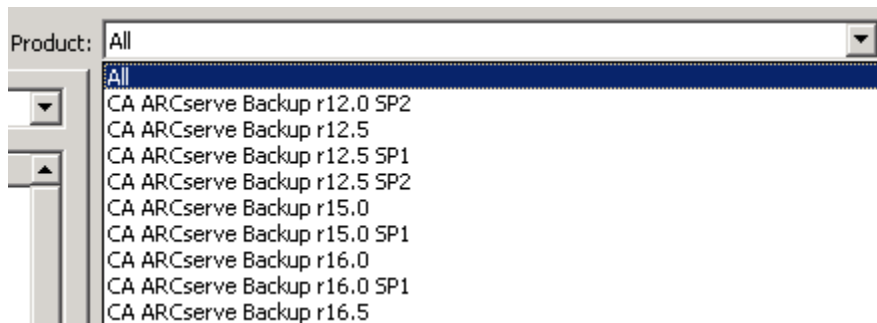 Product: All
All
CA ARCserve Backup r12.0 SP2
CA ARCserve Backup r12.5
CA ARCserve Backup r12.5 SP1
CA ARCserve Backup r12.5 SP2
CA ARCserve Backup r15.0
CA ARCserve Backup r15.0 SP1
CA ARCserve Backup r16.0
CA ARCserve Backup r16.0 SP1
CA ARCserve Backup r16.5